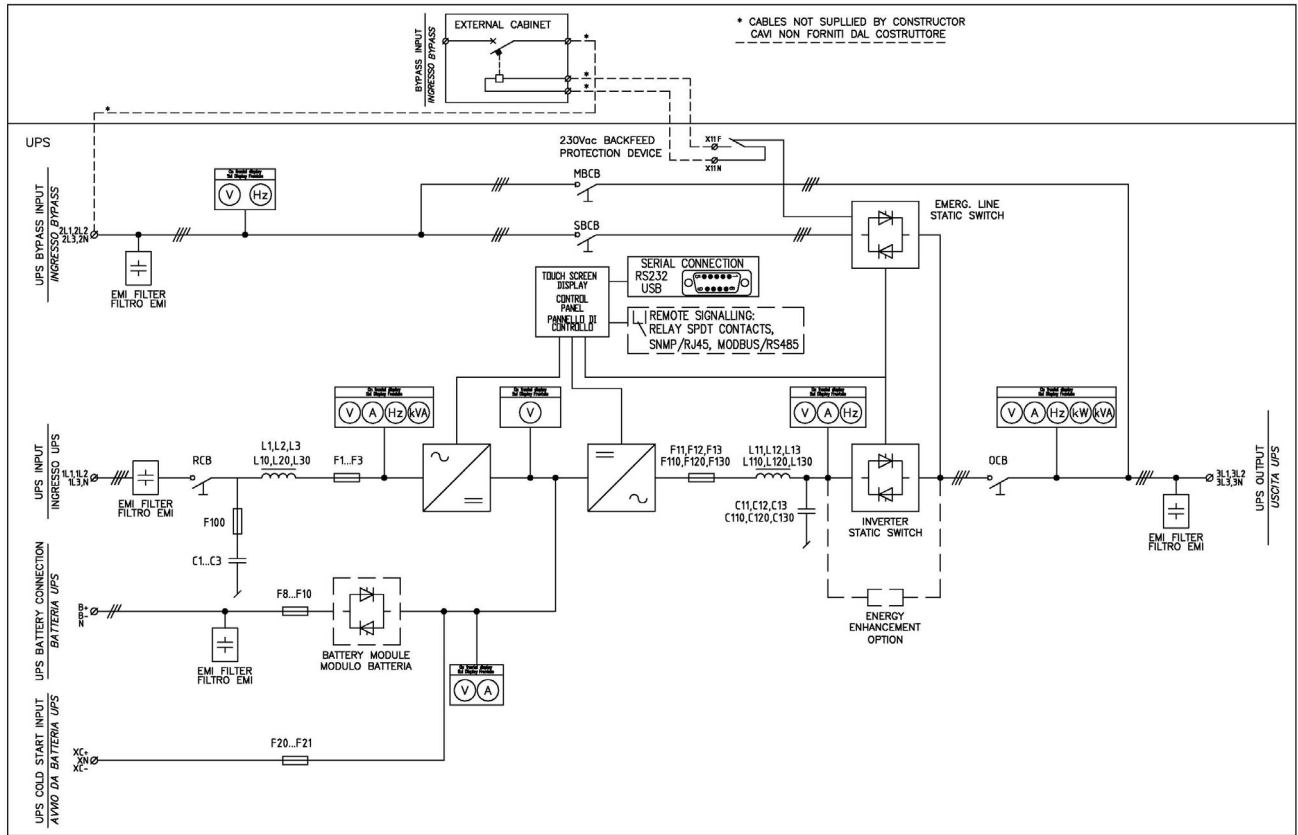 EXTERNAL CABINET
BYPASS INPUT
INGRESSO BYPASS
* CABLES NOT SUPLLIED BY CONSTRUCTOR
CAVI NON FORNITI DAL COSTRUTTORE
*
*
*
*
UPS
230Vac BACKFEED
PROTECTION DEVICE
X11F
X11N
UPS BYPASS INPUT
INGRESSO BYPASS
2L1,2L2
2L3,2N
V Hz
MBCB
SBCB
EMERG. LINE
STATIC SWITCH
EMI FILTER
FILTRO EMI
TOUCH SCREEN
DISPLAY
CONTROL
PANEL
PANNELLO DI
CONTROLLO
SERIAL CONNECTION
RS232
USB
REMOTE SIGNALLING:
RELAY SPDT CONTACTS,
SNMP/RJ45, MODBUS/RS485
V A Hz kVA
V
V A Hz
V A Hz kW kVA
UPS INPUT
INGRESSO UPS
1L1,1L2
1L3,N
EMI FILTER
FILTRO EMI
RCB
L1,L2,L3
L10,L20,L30
F1...F3
F11,F12,F13
F110,F120,F130
L11,L12,L13
L110,L120,L130
C11,C12,C13
C110,C120,C130
INVERTER
STATIC SWITCH
OCB
3L1,3L2
3L3,3N
UPS OUTPUT
USCITA UPS
EMI FILTER
FILTRO EMI
F100
C1...C3
UPS BATTERY CONNECTION
BATTERIA UPS
B+
B-
N
EMI FILTER
FILTRO EMI
F8...F10
BATTERY MODULE
MODULO BATTERIA
V A
ENERGY
ENHANCEMENT
OPTION
UPS COLD START INPUT
AVVIO DA BATTERIA UPS
XC+
XN
XC-
F20...F21